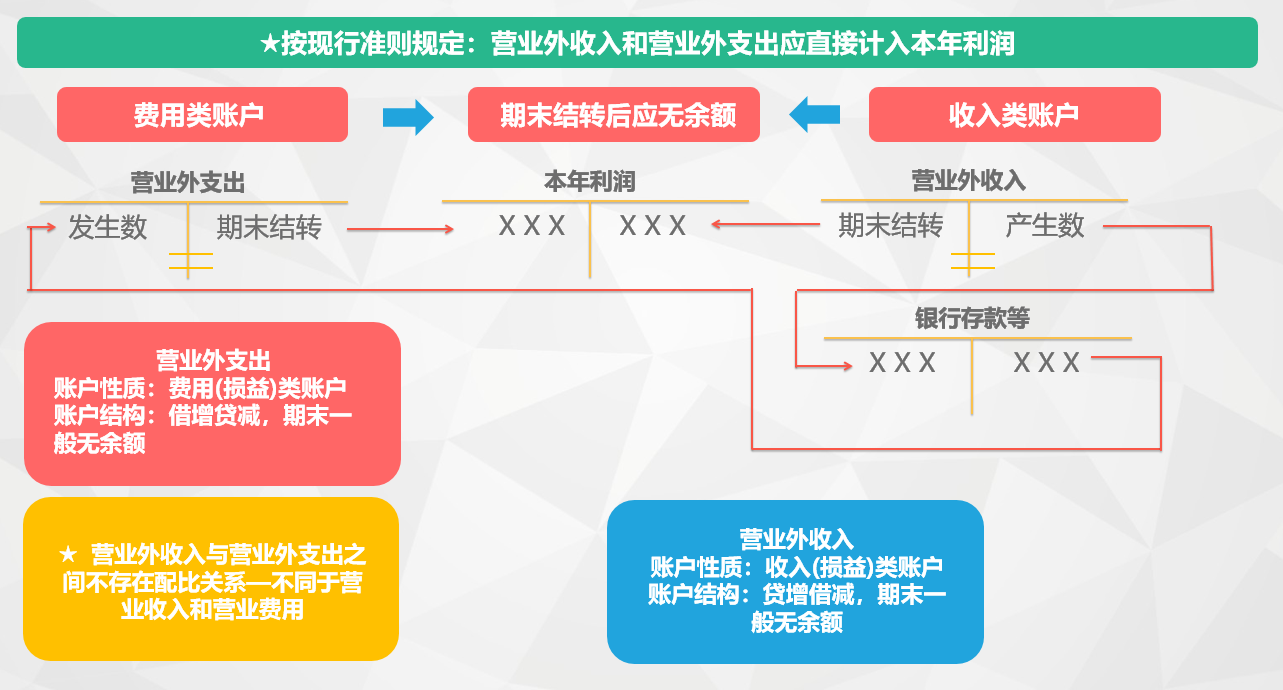 ★按现行准则规定：营业外收入和营业外支出应直接计入本年利润
费用类账户
期末结转后应无余额
收入类账户
营业外支出
发生数
期末结转
本年利润
X X X
X X X
营业外收入
期末结转
产生数
银行存款等
X X X
X X X
营业外支出
账户性质：费用(损益)类账户
账户结构：借增贷减，期末一
般无余额
★ 营业外收入与营业外支出之
间不存在配比关系—不同于营
业收入和营业费用
营业外收入
账户性质：收入(损益)类账户
账户结构：贷增借减，期末一
般无余额